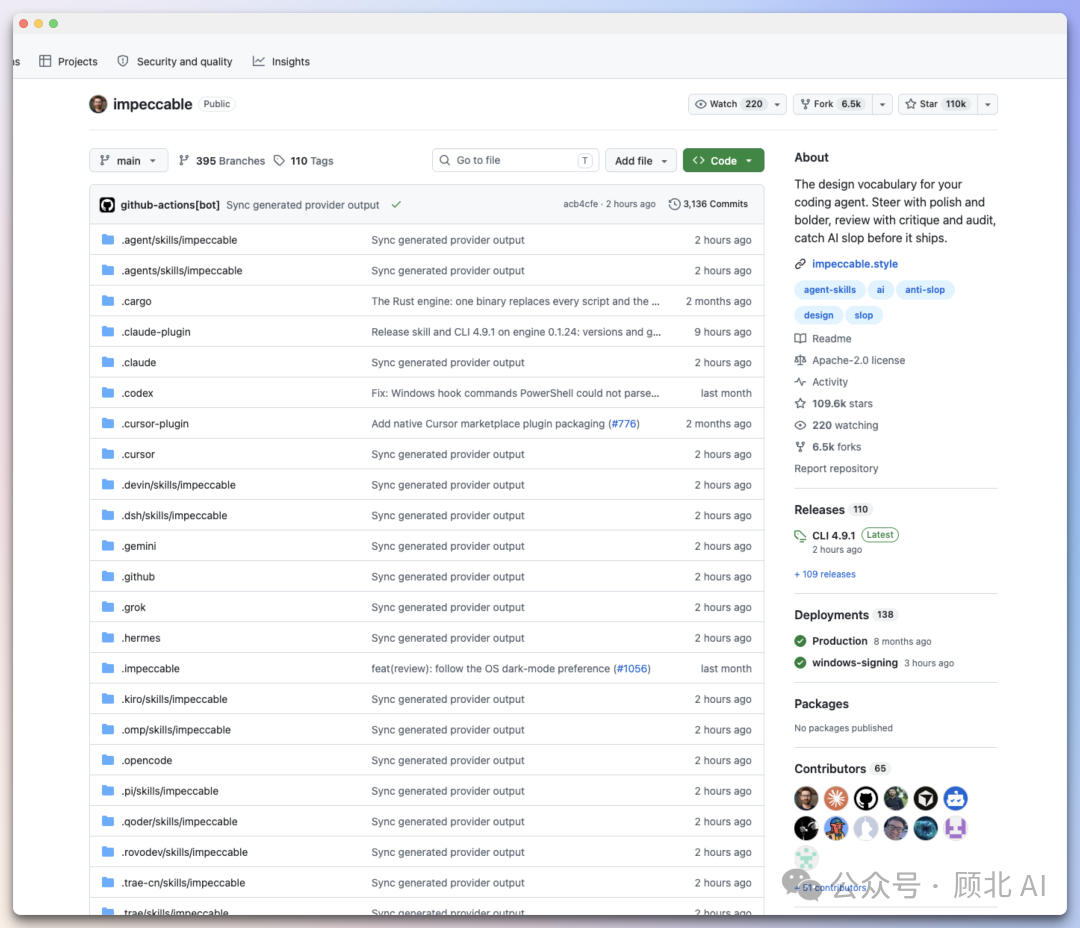 Projects
Security and quality
Insights
impeccable Public
Watch 220
Fork 6.5k
Star 110k
main
395 Branches
110 Tags
Go to file T
Add file
Code
github-actions[bot] Sync generated provider output acb4cfe · 2 hours ago 3,136 Commits
.agent/skills/impeccable Sync generated provider output 2 hours ago
.agents/skills/impeccable Sync generated provider output 2 hours ago
.cargo The Rust engine: one binary replaces every script and the ... 2 months ago
.claude-plugin Release skill and CLI 4.9.1 on engine 0.1.24: versions and g... 9 hours ago
.claude Sync generated provider output 2 hours ago
.codex Fix: Windows hook commands PowerShell could not parse... last month
.cursor-plugin Add native Cursor marketplace plugin packaging (#776) 2 months ago
.cursor Sync generated provider output 2 hours ago
.devin/skills/impeccable Sync generated provider output 2 hours ago
.dsh/skills/impeccable Sync generated provider output 2 hours ago
.gemini Sync generated provider output 2 hours ago
.github Sync generated provider output 2 hours ago
.grok Sync generated provider output 2 hours ago
.hermes Sync generated provider output 2 hours ago
.impeccable feat(review): follow the OS dark-mode preference (#1056) last month
.kiro/skills/impeccable Sync generated provider output 2 hours ago
.omp/skills/impeccable Sync generated provider output 2 hours ago
.opencode Sync generated provider output 2 hours ago
.pi/skills/impeccable Sync generated provider output 2 hours ago
.qoder/skills/impeccable Sync generated provider output 2 hours ago
.rovodev/skills/impeccable Sync generated provider output 2 hours ago
.trae-cn/skills/impeccable Sync generated provider output 2 hours ago
.trae/skills/impeccable Sync generated provider output 2 hours ago
About
The design vocabulary for your
coding agent. Steer with polish and
bolder, review with critique and audit,
catch AI slop before it ships.
impeccable.style
agent-skills ai anti-slop
design slop
Readme
Apache-2.0 license
Activity
109.6k stars
220 watching
6.5k forks
Report repository
Releases 110
CLI 4.9.1 Latest
2 hours ago
+ 109 releases
Deployments 138
Production 8 months ago
windows-signing 3 hours ago
Packages
No packages published
Contributors 65
+ 51 contributors
公众号 · 顾北 AI